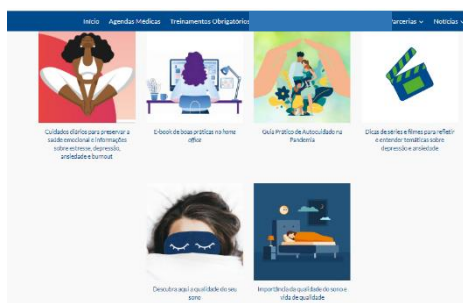 Início Agendas Médicas Treinamentos Obrigatórios Parcerias Notícias
Cuidados diários para preservar a
saúde emocional e informações
sobre estresse, depressão,
ansiedade e burnout
E-book de boas práticas no home
office
Guia Prático de Autocuidado na
Pandemia
Dicas de séries e filmes para refletir
e entender temáticas sobre
depressão e ansiedade
Descubra aqui a qualidade do seu
sono
Importância da qualidade do sono e
vida de qualidade